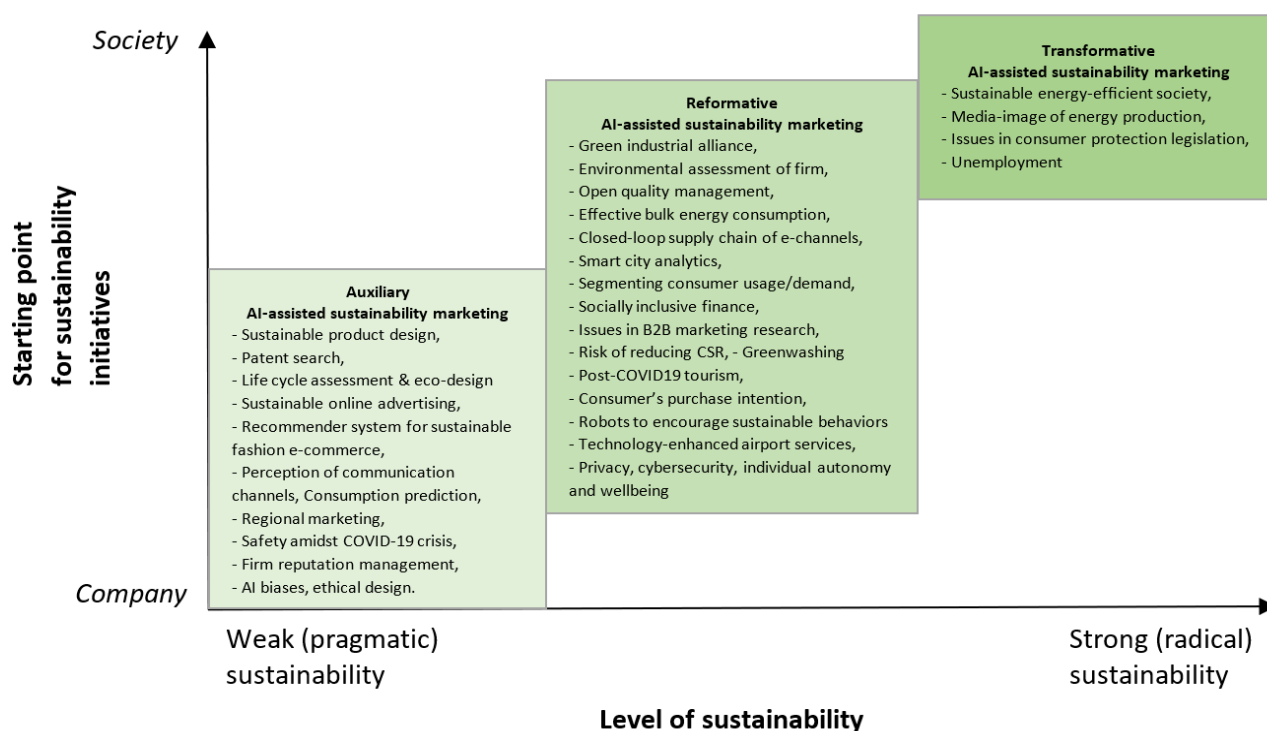 Society
Starting point
for sustainability
initiatives
Company
Auxiliary
AI-assisted sustainability marketing
- Sustainable product design,
- Patent search,
- Life cycle assessment & eco-design
- Sustainable online advertising,
- Recommender system for sustainable
fashion e-commerce,
- Perception of communication
channels, Consumption prediction,
- Regional marketing,
- Safety amidst COVID-19 crisis,
- Firm reputation management,
- AI biases, ethical design.
Reformative
AI-assisted sustainability marketing
- Green industrial alliance,
- Environmental assessment of firm,
- Open quality management,
- Effective bulk energy consumption,
- Closed-loop supply chain of e-channels,
- Smart city analytics,
- Segmenting consumer usage/demand,
- Socially inclusive finance,
- Issues in B2B marketing research,
- Risk of reducing CSR, - Greenwashing
- Post-COVID19 tourism,
- Consumer’s purchase intention,
- Robots to encourage sustainable behaviors
- Technology-enhanced airport services,
- Privacy, cybersecurity, individual autonomy
and wellbeing
Transformative
AI-assisted sustainability marketing
- Sustainable energy-efficient society,
- Media-image of energy production,
- Issues in consumer protection legislation,
- Unemployment
Weak (pragmatic)
sustainability
Strong (radical)
sustainability
Level of sustainability